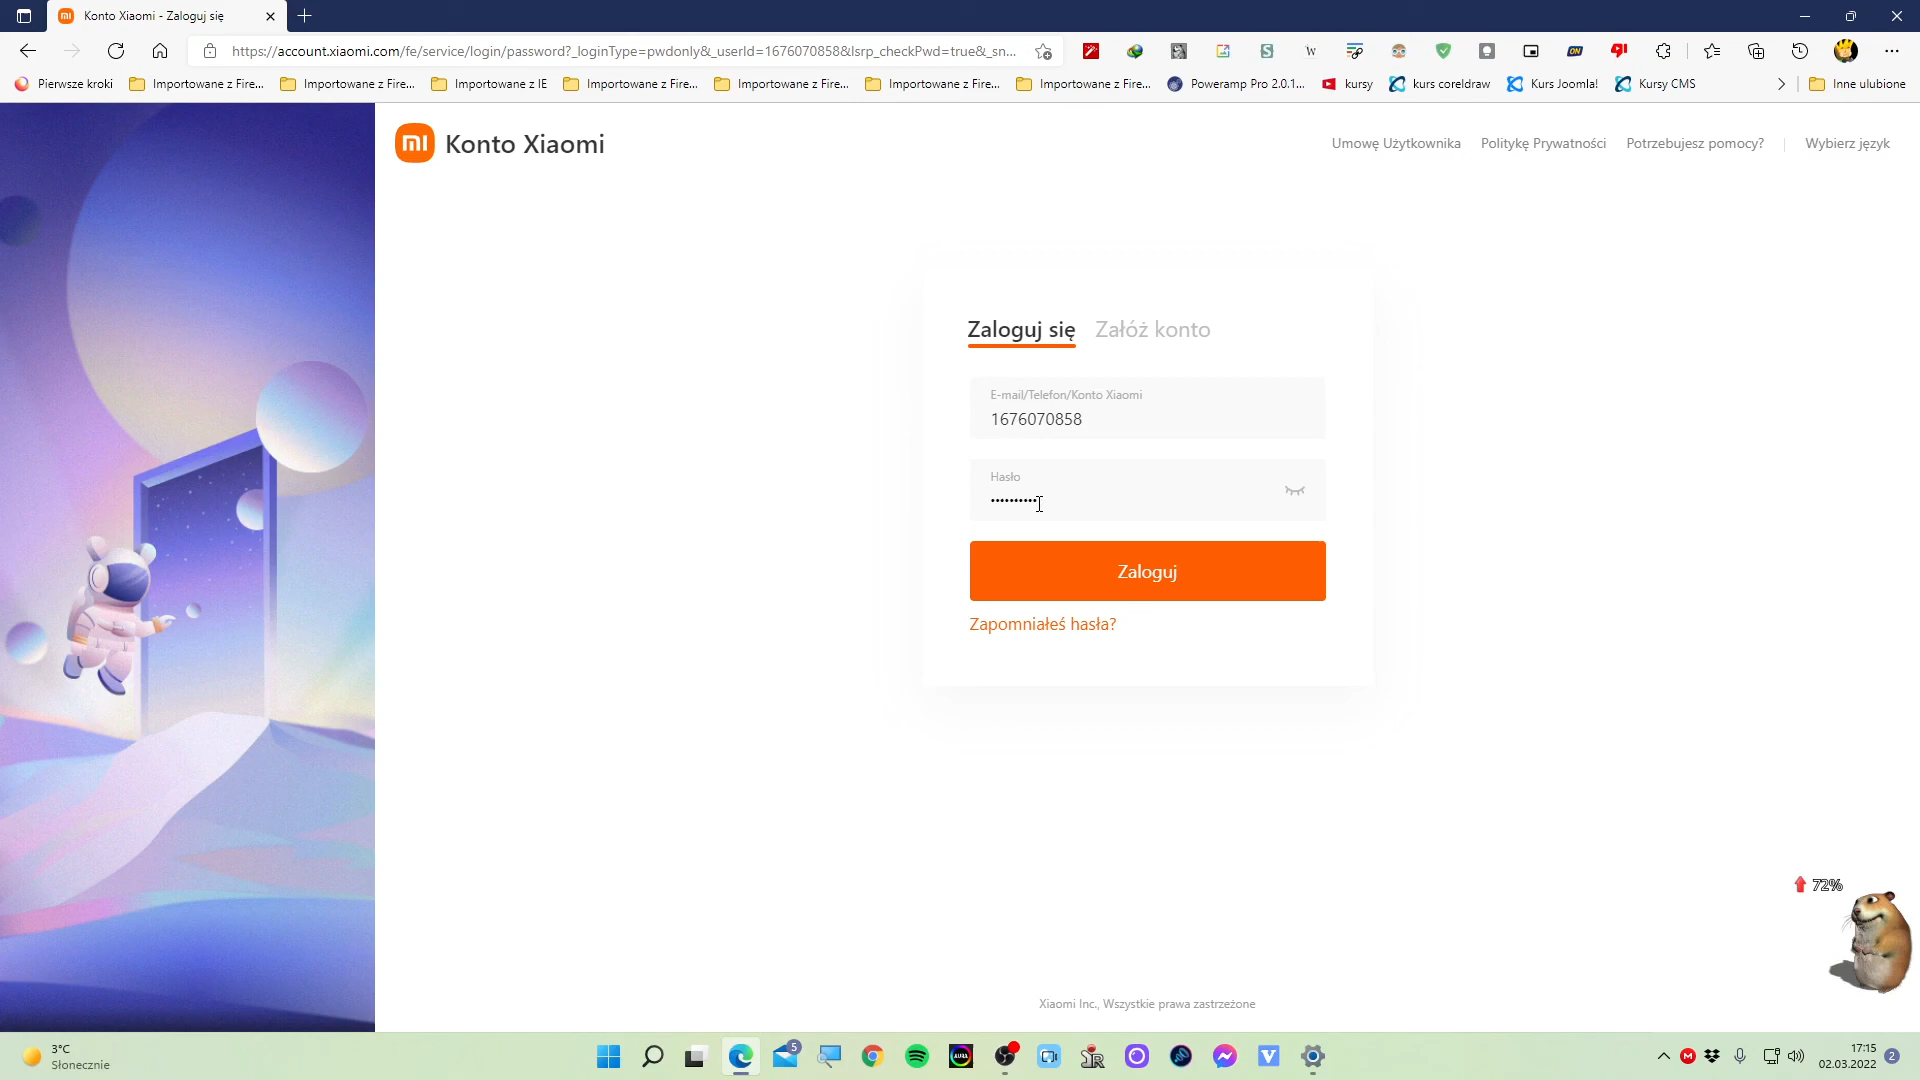 Konto Xiaomi - Zaloguj się
https://account.xiaomi.com/fe/service/login/password?_loginType=pwdonly&_userId=1676070858&lsrp_checkPwd=true&_sn...
Pierwsze kroki
Importowane z Fire...
Importowane z Fire...
Importowane z IE
Importowane z Fire...
Importowane z Fire...
Importowane z Fire...
Importowane z Fire...
Poweramp Pro 2.0.1...
kursy
kurs coreldraw
Kurs Joomla!
Kursy CMS
Inne ulubione
Konto Xiaomi
Umowę Użytkownika
Politykę Prywatności
Potrzebujesz pomocy?
Wybierz język
Zaloguj się
Załóż konto
E-mail/Telefon/Konto Xiaomi
1676070858
Hasło
Zaloguj
Zapomniałeś hasła?
72%
Xiaomi Inc., Wszystkie prawa zastrzeżone
3°C
Słonecznie
5
AURA
17:15
02.03.2022
2